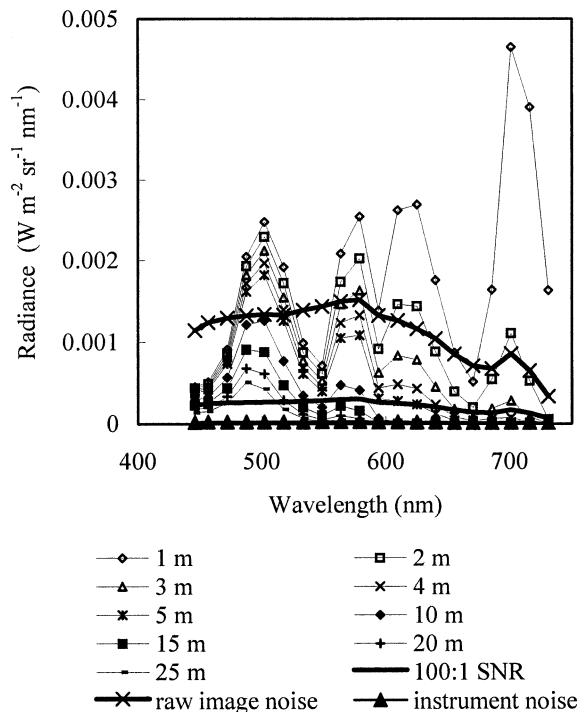 0.005
0.004
0.003
0.002
0.001
0
Radiance (W m⁻² sr⁻¹ nm⁻¹)
400 500 600 700
Wavelength (nm)
1 m 2 m
3 m 4 m
5 m 10 m
15 m 20 m
25 m 100:1 SNR
raw image noise instrument noise